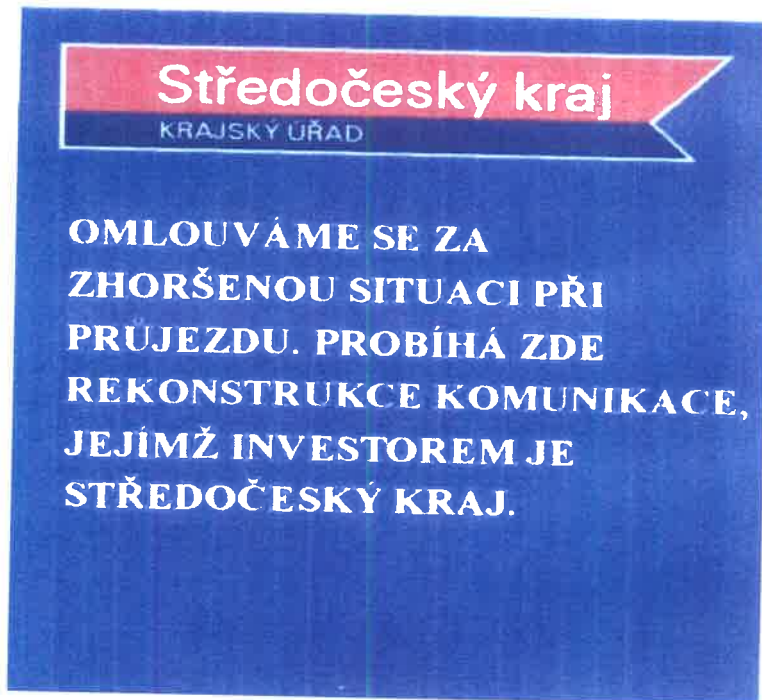 Středočeský kraj
KRAJSKÝ ÚŘAD
OMLOUVÁME SE ZA
ZHORŠENOU SITUACI PŘI
PRŮJEZDU. PROBÍHÁ ZDE
REKONSTRUKCE KOMUNIKACE,
JEJÍMŽ INVESTOREM JE
STŘEDOČESKÝ KRAJ.